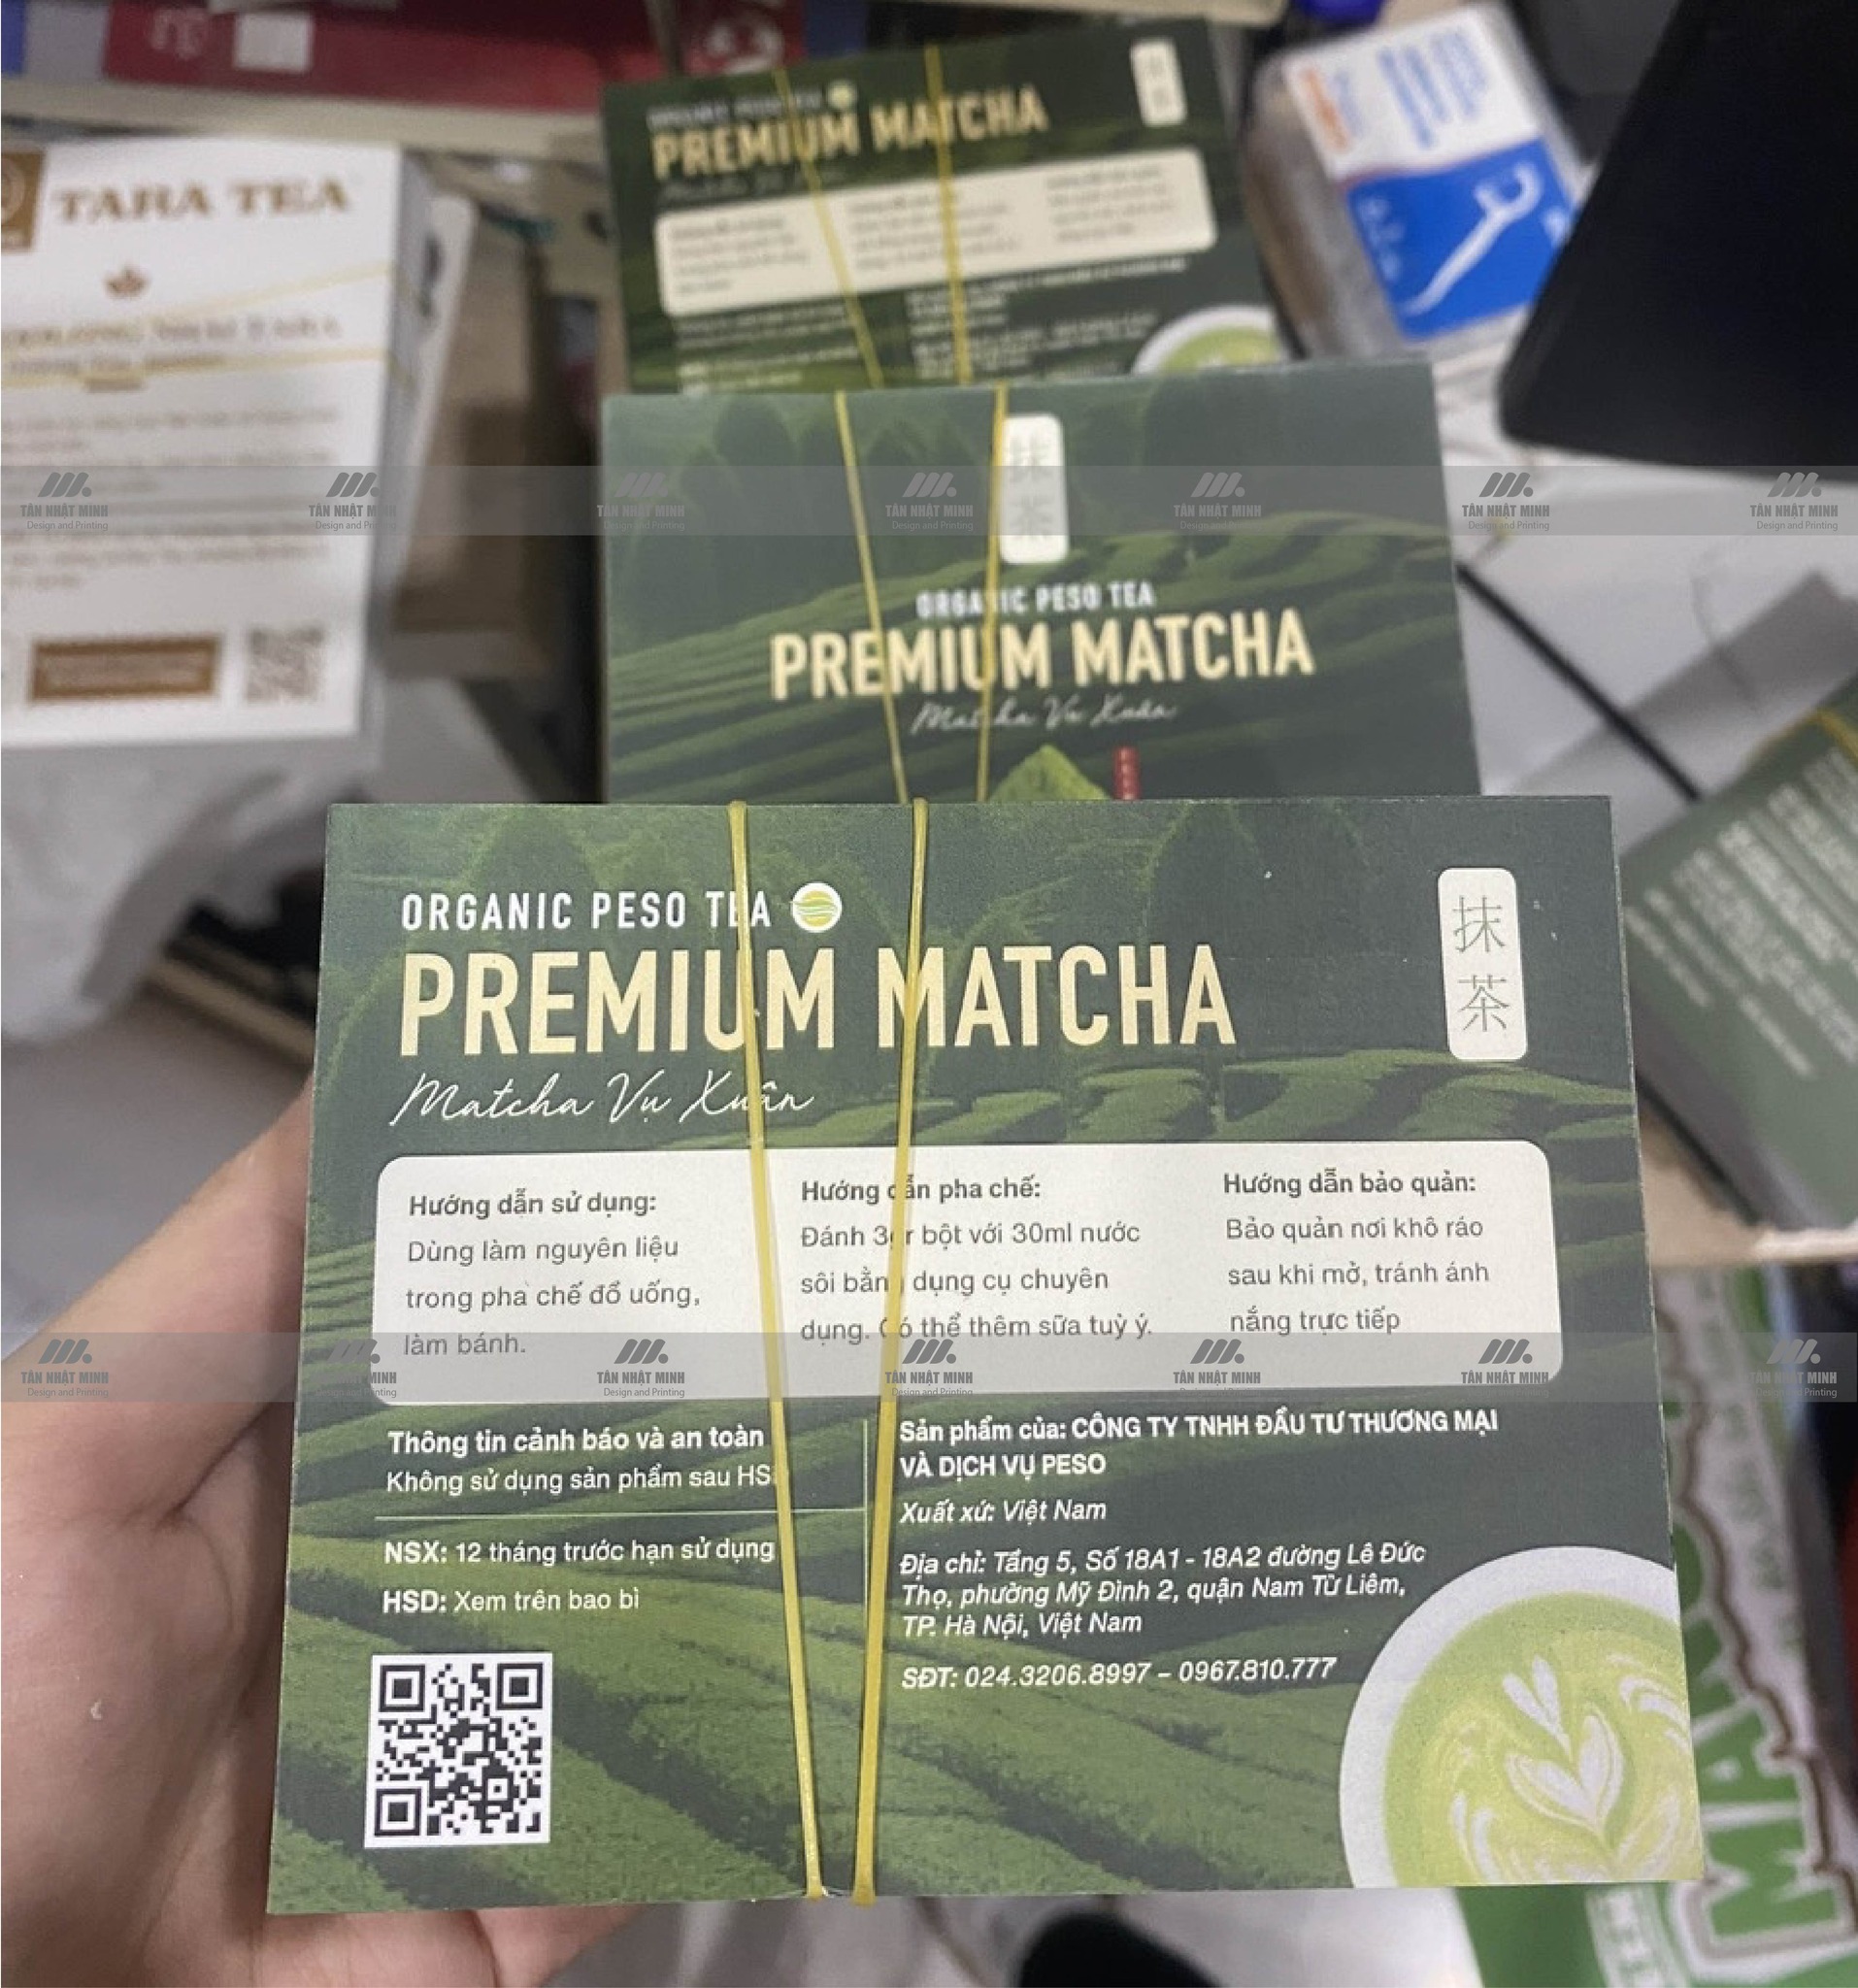 PREMIUM MATCHA
TARA TEA
抹
茶
ORGANIC PESO TEA
PREMIUM MATCHA
Matcha Vụ Xuân
ORGANIC PESO TEA
PREMIUM MATCHA
Matcha Vụ Xuân
抹
茶
Hướng dẫn sử dụng:
Dùng làm nguyên liệu
trong pha chế đồ uống,
làm bánh.
Hướng dẫn pha chế:
Đánh 3gr bột với 30ml nước
sôi bằng dụng cụ chuyên
dụng. Có thể thêm sữa tuỳ ý.
Hướng dẫn bảo quản:
Bảo quản nơi khô ráo
sau khi mở, tránh ánh
nắng trực tiếp
Thông tin cảnh báo và an toàn
Không sử dụng sản phẩm sau HSD
NSX: 12 tháng trước hạn sử dụng
HSD: Xem trên bao bì
Sản phẩm của: CÔNG TY TNHH ĐẦU TƯ THƯƠNG MẠI
VÀ DỊCH VỤ PESO
Xuất xứ: Việt Nam
Địa chỉ: Tầng 5, Số 18A1 - 18A2 đường Lê Đức
Thọ, phường Mỹ Đình 2, quận Nam Từ Liêm,
TP. Hà Nội, Việt Nam
SĐT: 024.3206.8997 – 0967.810.777
TÂN NHẬT MINH
Design and Printing